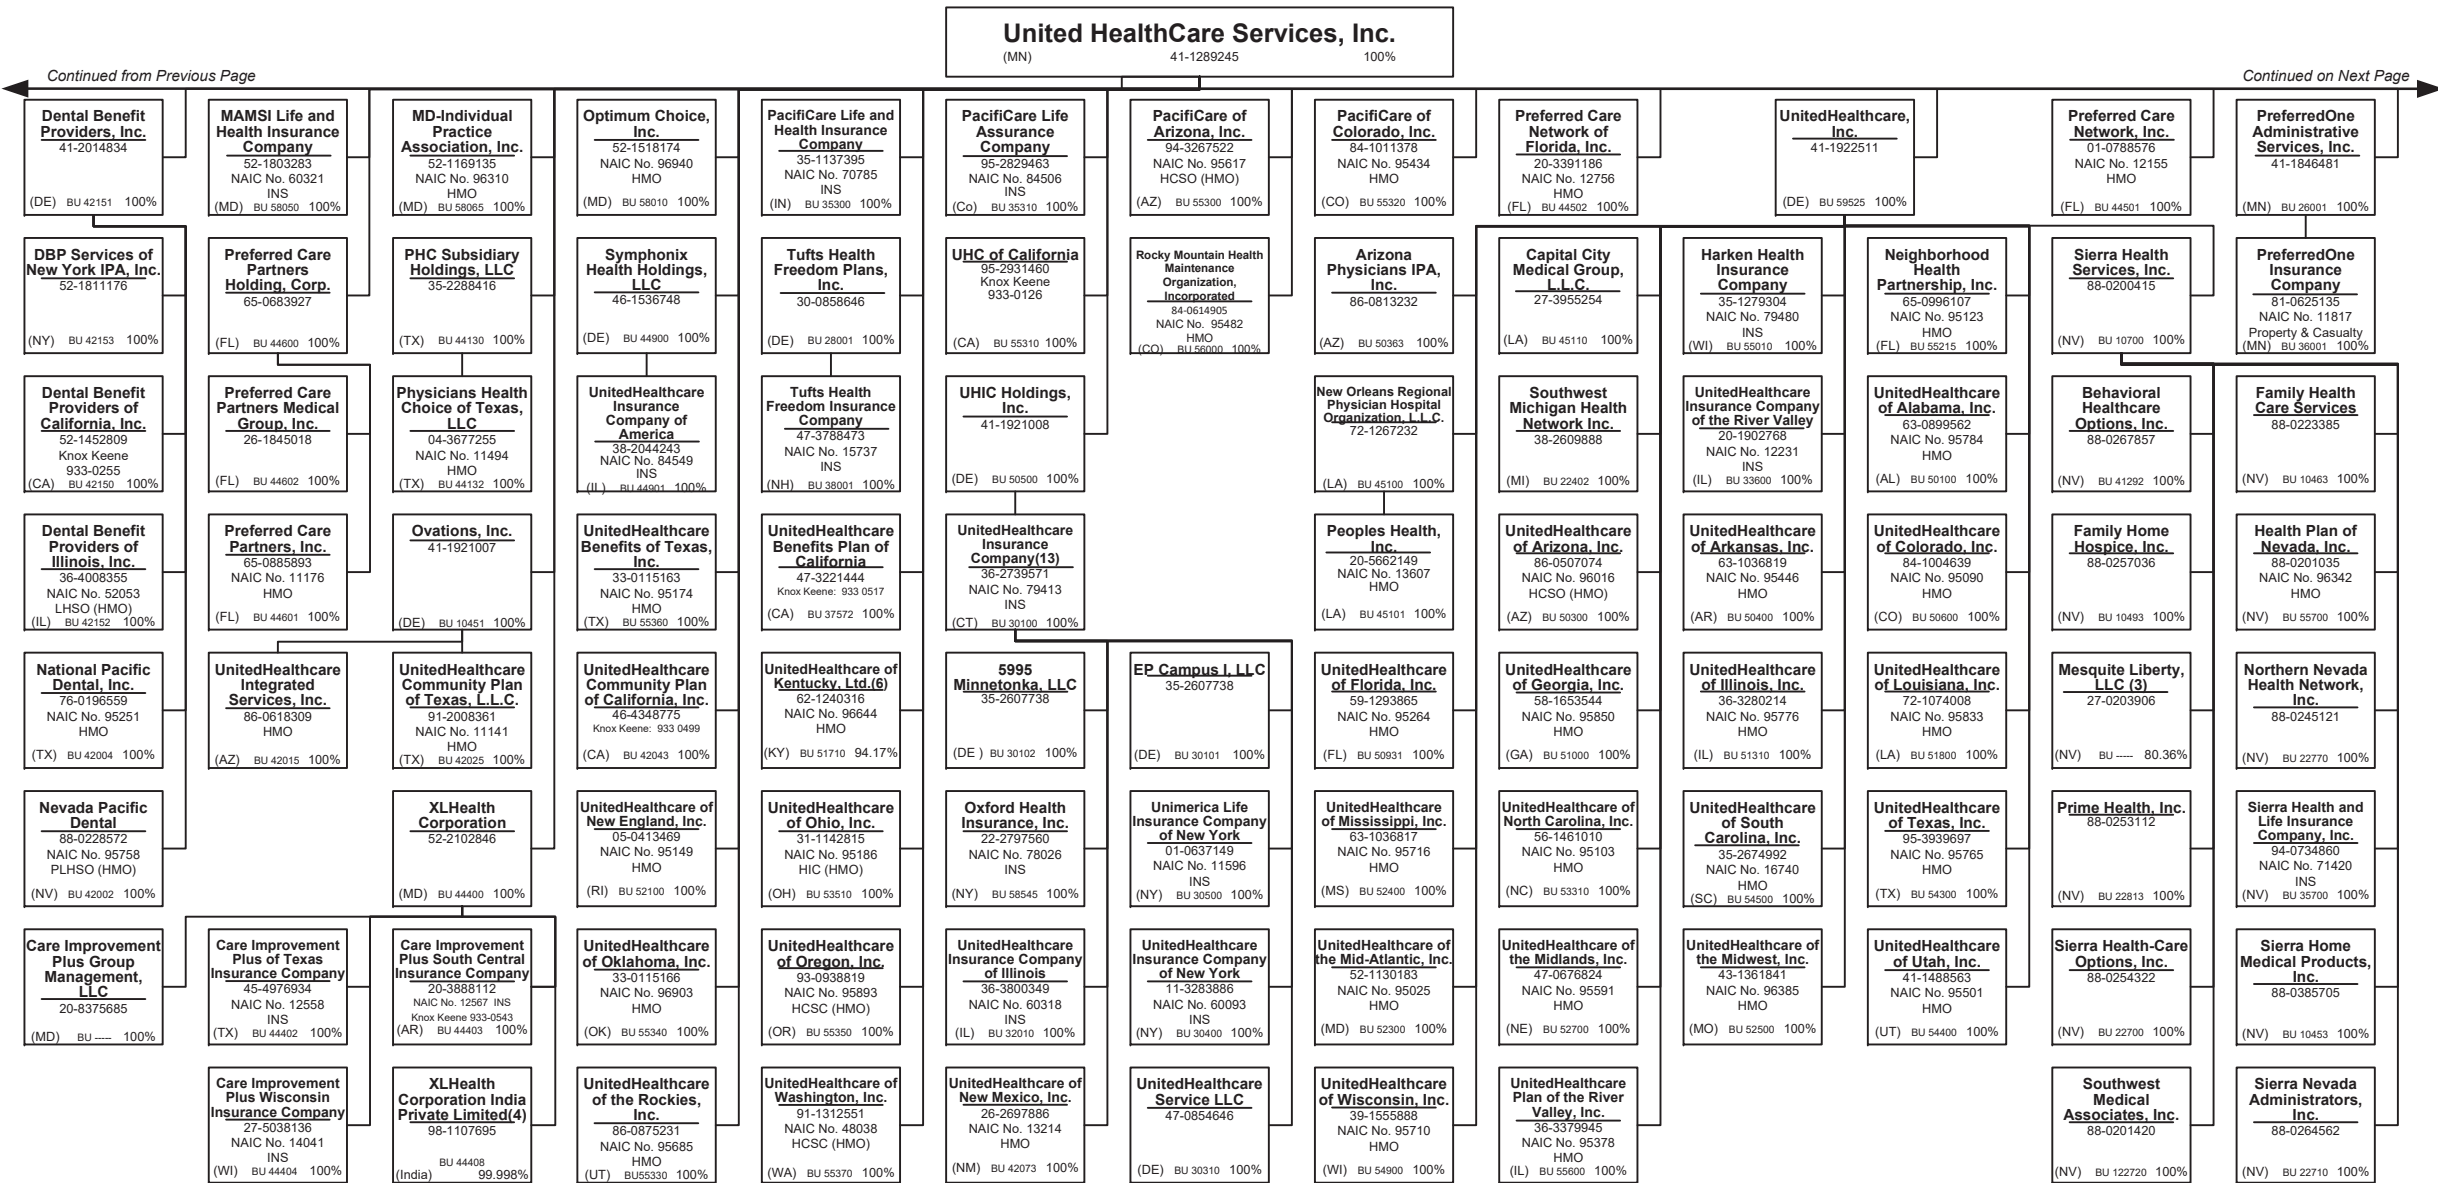 United HealthCare Services, Inc.
(MN) 41-1289245 100%
Continued from Previous Page
Continued on Next Page
Dental Benefit
Providers, Inc.
41-2014834
(DE) BU 42151 100%
MAMSI Life and
Health Insurance
Company
52-1803283
NAIC No. 60321
INS
(MD) BU 58050 100%
MD-Individual
Practice
Association, Inc.
52-1169135
NAIC No. 96310
HMO
(MD) BU 58065 100%
Optimum Choice,
Inc.
52-1518174
NAIC No. 96940
HMO
(MD) BU 58010 100%
PacifiCare Life and
Health Insurance
Company
35-1137395
NAIC No. 70785
INS
(IN) BU 35300 100%
PacifiCare Life
Assurance
Company
95-2829463
NAIC No. 84506
INS
(Co) BU 35310 100%
PacifiCare of
Arizona, Inc.
94-3267522
NAIC No. 95617
HCSO (HMO)
(AZ) BU 55300 100%
PacifiCare of
Colorado, Inc.
84-1011378
NAIC No. 95434
HMO
(CO) BU 55320 100%
Preferred Care
Network of
Florida, Inc.
20-3391186
NAIC No. 12756
HMO
(FL) BU 44502 100%
UnitedHealthcare,
Inc.
41-1922511
(DE) BU 59525 100%
Preferred Care
Network, Inc.
01-0788576
NAIC No. 12155
HMO
(FL) BU 44501 100%
PreferredOne
Administrative
Services, Inc.
41-1846481
(MN) BU 26001 100%
DBP Services of
New York IPA, Inc.
52-1811176
(NY) BU 42153 100%
Preferred Care
Partners
Holding, Corp.
65-0683927
(FL) BU 44600 100%
PHC Subsidiary
Holdings, LLC
35-2288416
(TX) BU 44130 100%
Symphonix
Health Holdings,
LLC
46-1536748
(DE) BU 44900 100%
Tufts Health
Freedom Plans,
Inc.
30-0858646
(DE) BU 28001 100%
UHC of California
95-2931460
Knox Keene
933-0126
(CA) BU 55310 100%
Rocky Mountain Health
Maintenance
Organization,
Incorporated
84-0614905
NAIC No. 95482
HMO
(CO) BU 56000 100%
Arizona
Physicians IPA,
Inc.
86-0813232
(AZ) BU 50363 100%
Capital City
Medical Group,
L.L.C.
27-3955254
(LA) BU 45110 100%
Harken Health
Insurance
Company
35-1279304
NAIC No. 79480
INS
(WI) BU 55010 100%
Neighborhood
Health
Partnership, Inc.
65-0996107
NAIC No. 95123
HMO
(FL) BU 55215 100%
Sierra Health
Services, Inc.
88-0200415
(NV) BU 10700 100%
PreferredOne
Insurance
Company
81-0625135
NAIC No. 11817
Property & Casualty
(MN) BU 36001 100%
Dental Benefit
Providers of
California, Inc.
52-1452809
Knox Keene
933-0255
(CA) BU 42150 100%
Preferred Care
Partners Medical
Group, Inc.
26-1845018
(FL) BU 44602 100%
Physicians Health
Choice of Texas,
LLC
04-3677255
NAIC No. 11494
HMO
(TX) BU 44132 100%
UnitedHealthcare
Insurance
Company of
America
38-2044243
NAIC No. 84549
INS
(IL) BU 44901 100%
Tufts Health
Freedom Insurance
Company
47-3788473
NAIC No. 15737
INS
(NH) BU 38001 100%
UHIC Holdings,
Inc.
41-1921008
(DE) BU 50500 100%
New Orleans Regional
Physician Hospital
Organization, L.L.C.
72-1267232
(LA) BU 45100 100%
Southwest
Michigan Health
Network Inc.
38-2609888
(MI) BU 22402 100%
UnitedHealthcare
Insurance Company
of the River Valley
20-1902768
NAIC No. 12231
INS
(IL) BU 33600 100%
UnitedHealthcare
of Alabama, Inc.
63-0899562
NAIC No. 95784
HMO
(AL) BU 50100 100%
Behavioral
Healthcare
Options, Inc.
88-0267857
(NV) BU 41292 100%
Family Health
Care Services
88-0223385
(NV) BU 10463 100%
Dental Benefit
Providers of
Illinois, Inc.
36-4008355
NAIC No. 52053
LHSO (HMO)
(IL) BU 42152 100%
Preferred Care
Partners, Inc.
65-0885893
NAIC No. 11176
HMO
(FL) BU 44601 100%
Ovations, Inc.
41-1921007
(DE) BU 10451 100%
UnitedHealthcare
Benefits of Texas,
Inc.
33-0115163
NAIC No. 95174
HMO
(TX) BU 55360 100%
UnitedHealthcare
Benefits Plan of
California
47-3221444
Knox Keene: 933 0517
(CA) BU 37572 100%
UnitedHealthcare
Insurance
Company(13)
36-2739571
NAIC No. 79413
INS
(CT) BU 30100 100%
Peoples Health,
Inc.
20-5662149
NAIC No. 13607
HMO
(LA) BU 45101 100%
UnitedHealthcare
of Arizona, Inc.
86-0507074
NAIC No. 96016
HCSO (HMO)
(AZ) BU 50300 100%
UnitedHealthcare
of Arkansas, Inc.
63-1036819
NAIC No. 95446
HMO
(AR) BU 50400 100%
UnitedHealthcare
of Colorado, Inc.
84-1004639
NAIC No. 95090
HMO
(CO) BU 50600 100%
Family Home
Hospice, Inc.
88-0257036
(NV) BU 10493 100%
Health Plan of
Nevada, Inc.
88-0201035
NAIC No. 96342
HMO
(NV) BU 55700 100%
National Pacific
Dental, Inc.
76-0196559
NAIC No. 95251
HMO
(TX) BU 42004 100%
UnitedHealthcare
Integrated
Services, Inc.
86-0618309
HMO
(AZ) BU 42015 100%
UnitedHealthcare
Community Plan
of Texas, L.L.C.
91-2008361
NAIC No. 11141
HMO
(TX) BU 42025 100%
UnitedHealthcare
Community Plan
of California, Inc.
46-4348775
Knox Keene: 933 0499
(CA) BU 42043 100%
UnitedHealthcare of
Kentucky, Ltd.(6)
62-1240316
NAIC No. 96644
HMO
(KY) BU 51710 94.17%
5995
Minnetonka, LLC
35-2607738
(DE ) BU 30102 100%
EP Campus I, LLC
35-2607738
(DE) BU 30101 100%
UnitedHealthcare
of Florida, Inc.
59-1293865
NAIC No. 95264
HMO
(FL) BU 50931 100%
UnitedHealthcare
of Georgia, Inc.
58-1653544
NAIC No. 95850
HMO
(GA) BU 51000 100%
UnitedHealthcare
of Illinois, Inc.
36-3280214
NAIC No. 95776
HMO
(IL) BU 51310 100%
UnitedHealthcare
of Louisiana, Inc.
72-1074008
NAIC No. 95833
HMO
(LA) BU 51800 100%
Mesquite Liberty,
LLC (3)
27-0203906
(NV) BU ----- 80.36%
Northern Nevada
Health Network,
Inc.
88-0245121
(NV) BU 22770 100%
Nevada Pacific
Dental
88-0228572
NAIC No. 95758
PLHSO (HMO)
(NV) BU 42002 100%
XLHealth
Corporation
52-2102846
(MD) BU 44400 100%
UnitedHealthcare of
New England, Inc.
05-0413469
NAIC No. 95149
HMO
(RI) BU 52100 100%
UnitedHealthcare
of Ohio, Inc.
31-1142815
NAIC No. 95186
HIC (HMO)
(OH) BU 53510 100%
Oxford Health
Insurance, Inc.
22-2797560
NAIC No. 78026
INS
(NY) BU 58545 100%
Unimerica Life
Insurance Company
of New York
01-0637149
NAIC No. 11596
INS
(NY) BU 30500 100%
UnitedHealthcare
of Mississippi, Inc.
63-1036817
NAIC No. 95716
HMO
(MS) BU 52400 100%
UnitedHealthcare of
North Carolina, Inc.
56-1461010
NAIC No. 95103
HMO
(NC) BU 53310 100%
UnitedHealthcare
of South
Carolina, Inc.
35-2674992
NAIC No. 16740
HMO
(SC) BU 54500 100%
UnitedHealthcare
of Texas, Inc.
95-3939697
NAIC No. 95765
HMO
(TX) BU 54300 100%
Prime Health, Inc.
88-0253112
(NV) BU 22813 100%
Sierra Health and
Life Insurance
Company, Inc.
94-0734860
NAIC No. 71420
INS
(NV) BU 35700 100%
Care Improvement
Plus Group
Management,
LLC
20-8375685
(MD) BU ----- 100%
Care Improvement
Plus of Texas
Insurance Company
45-4976934
NAIC No. 12558
INS
(TX) BU 44402 100%
Care Improvement
Plus South Central
Insurance Company
20-3888112
NAIC No. 12567 INS
Knox Keene 933-0543
(AR) BU 44403 100%
UnitedHealthcare
of Oklahoma, Inc.
33-0115166
NAIC No. 96903
HMO
(OK) BU 55340 100%
UnitedHealthcare
of Oregon, Inc.
93-0938819
NAIC No. 95893
HCSC (HMO)
(OR) BU 55350 100%
UnitedHealthcare
Insurance Company
of Illinois
36-3800349
NAIC No. 60318
INS
(IL) BU 32010 100%
UnitedHealthcare
Insurance Company
of New York
11-3283886
NAIC No. 60093
INS
(NY) BU 30400 100%
UnitedHealthcare of
the Mid-Atlantic, Inc.
52-1130183
NAIC No. 95025
HMO
(MD) BU 52300 100%
UnitedHealthcare of
the Midlands, Inc.
47-0676824
NAIC No. 95591
HMO
(NE) BU 52700 100%
UnitedHealthcare of
the Midwest, Inc.
43-1361841
NAIC No. 96385
HMO
(MO) BU 52500 100%
UnitedHealthcare
of Utah, Inc.
41-1488563
NAIC No. 95501
HMO
(UT) BU 54400 100%
Sierra Health-Care
Options, Inc.
88-0254322
(NV) BU 22700 100%
Sierra Home
Medical Products,
Inc.
88-0385705
(NV) BU 10453 100%
Care Improvement
Plus Wisconsin
Insurance Company
27-5038136
NAIC No. 14041
INS
(WI) BU 44404 100%
XLHealth
Corporation India
Private Limited(4)
98-1107695
BU 44408
(India) 99.998%
UnitedHealthcare
of the Rockies,
Inc.
86-0875231
NAIC No. 95685
HMO
(UT) BU55330 100%
UnitedHealthcare of
Washington, Inc.
91-1312551
NAIC No. 48038
HCSC (HMO)
(WA) BU 55370 100%
UnitedHealthcare of
New Mexico, Inc.
26-2697886
NAIC No. 13214
HMO
(NM) BU 42073 100%
UnitedHealthcare
Service LLC
47-0854646
(DE) BU 30310 100%
UnitedHealthcare
of Wisconsin, Inc.
39-1555888
NAIC No. 95710
HMO
(WI) BU 54900 100%
UnitedHealthcare
Plan of the River
Valley, Inc.
36-3379945
NAIC No. 95378
HMO
(IL) BU 55600 100%
Southwest
Medical
Associates, Inc.
88-0201420
(NV) BU 122720 100%
Sierra Nevada
Administrators,
Inc.
88-0264562
(NV) BU 22710 100%